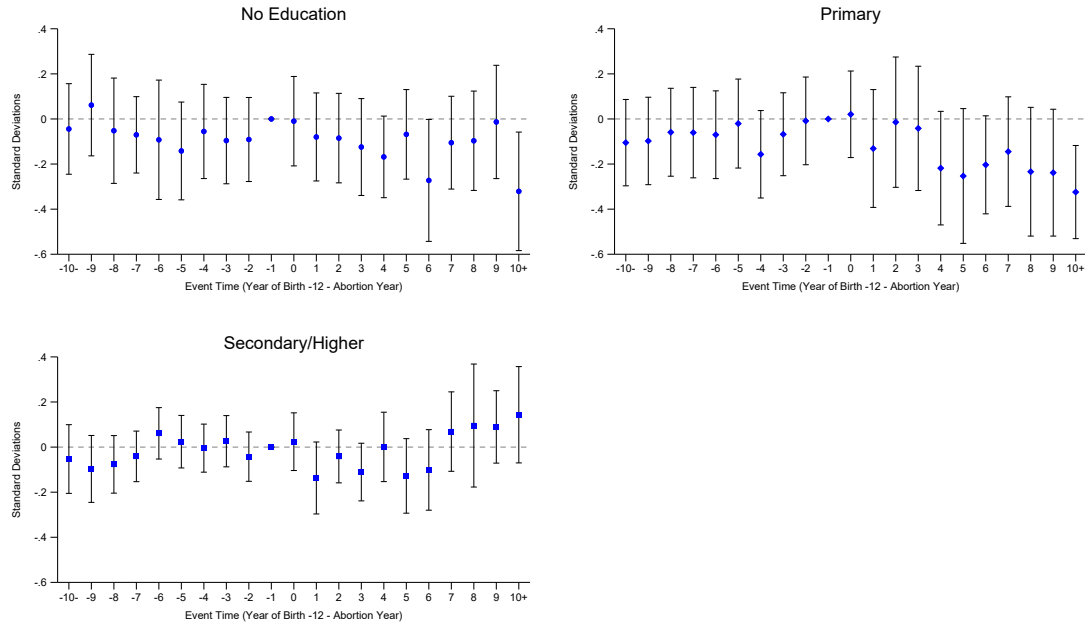 No Education
.4
.2
0
-.2
-.4
-.6
Standard Deviations
-10- -9 -8 -7 -6 -5 -4 -3 -2 -1 0 1 2 3 4 5 6 7 8 9 10+
Event Time (Year of Birth -12 - Abortion Year)
Primary
.4
.2
0
-.2
-.4
-.6
Standard Deviations
-10- -9 -8 -7 -6 -5 -4 -3 -2 -1 0 1 2 3 4 5 6 7 8 9 10+
Event Time (Year of Birth -12 - Abortion Year)
Secondary/Higher
.4
.2
0
-.2
-.4
-.6
Standard Deviations
-10- -9 -8 -7 -6 -5 -4 -3 -2 -1 0 1 2 3 4 5 6 7 8 9 10+
Event Time (Year of Birth -12 - Abortion Year)